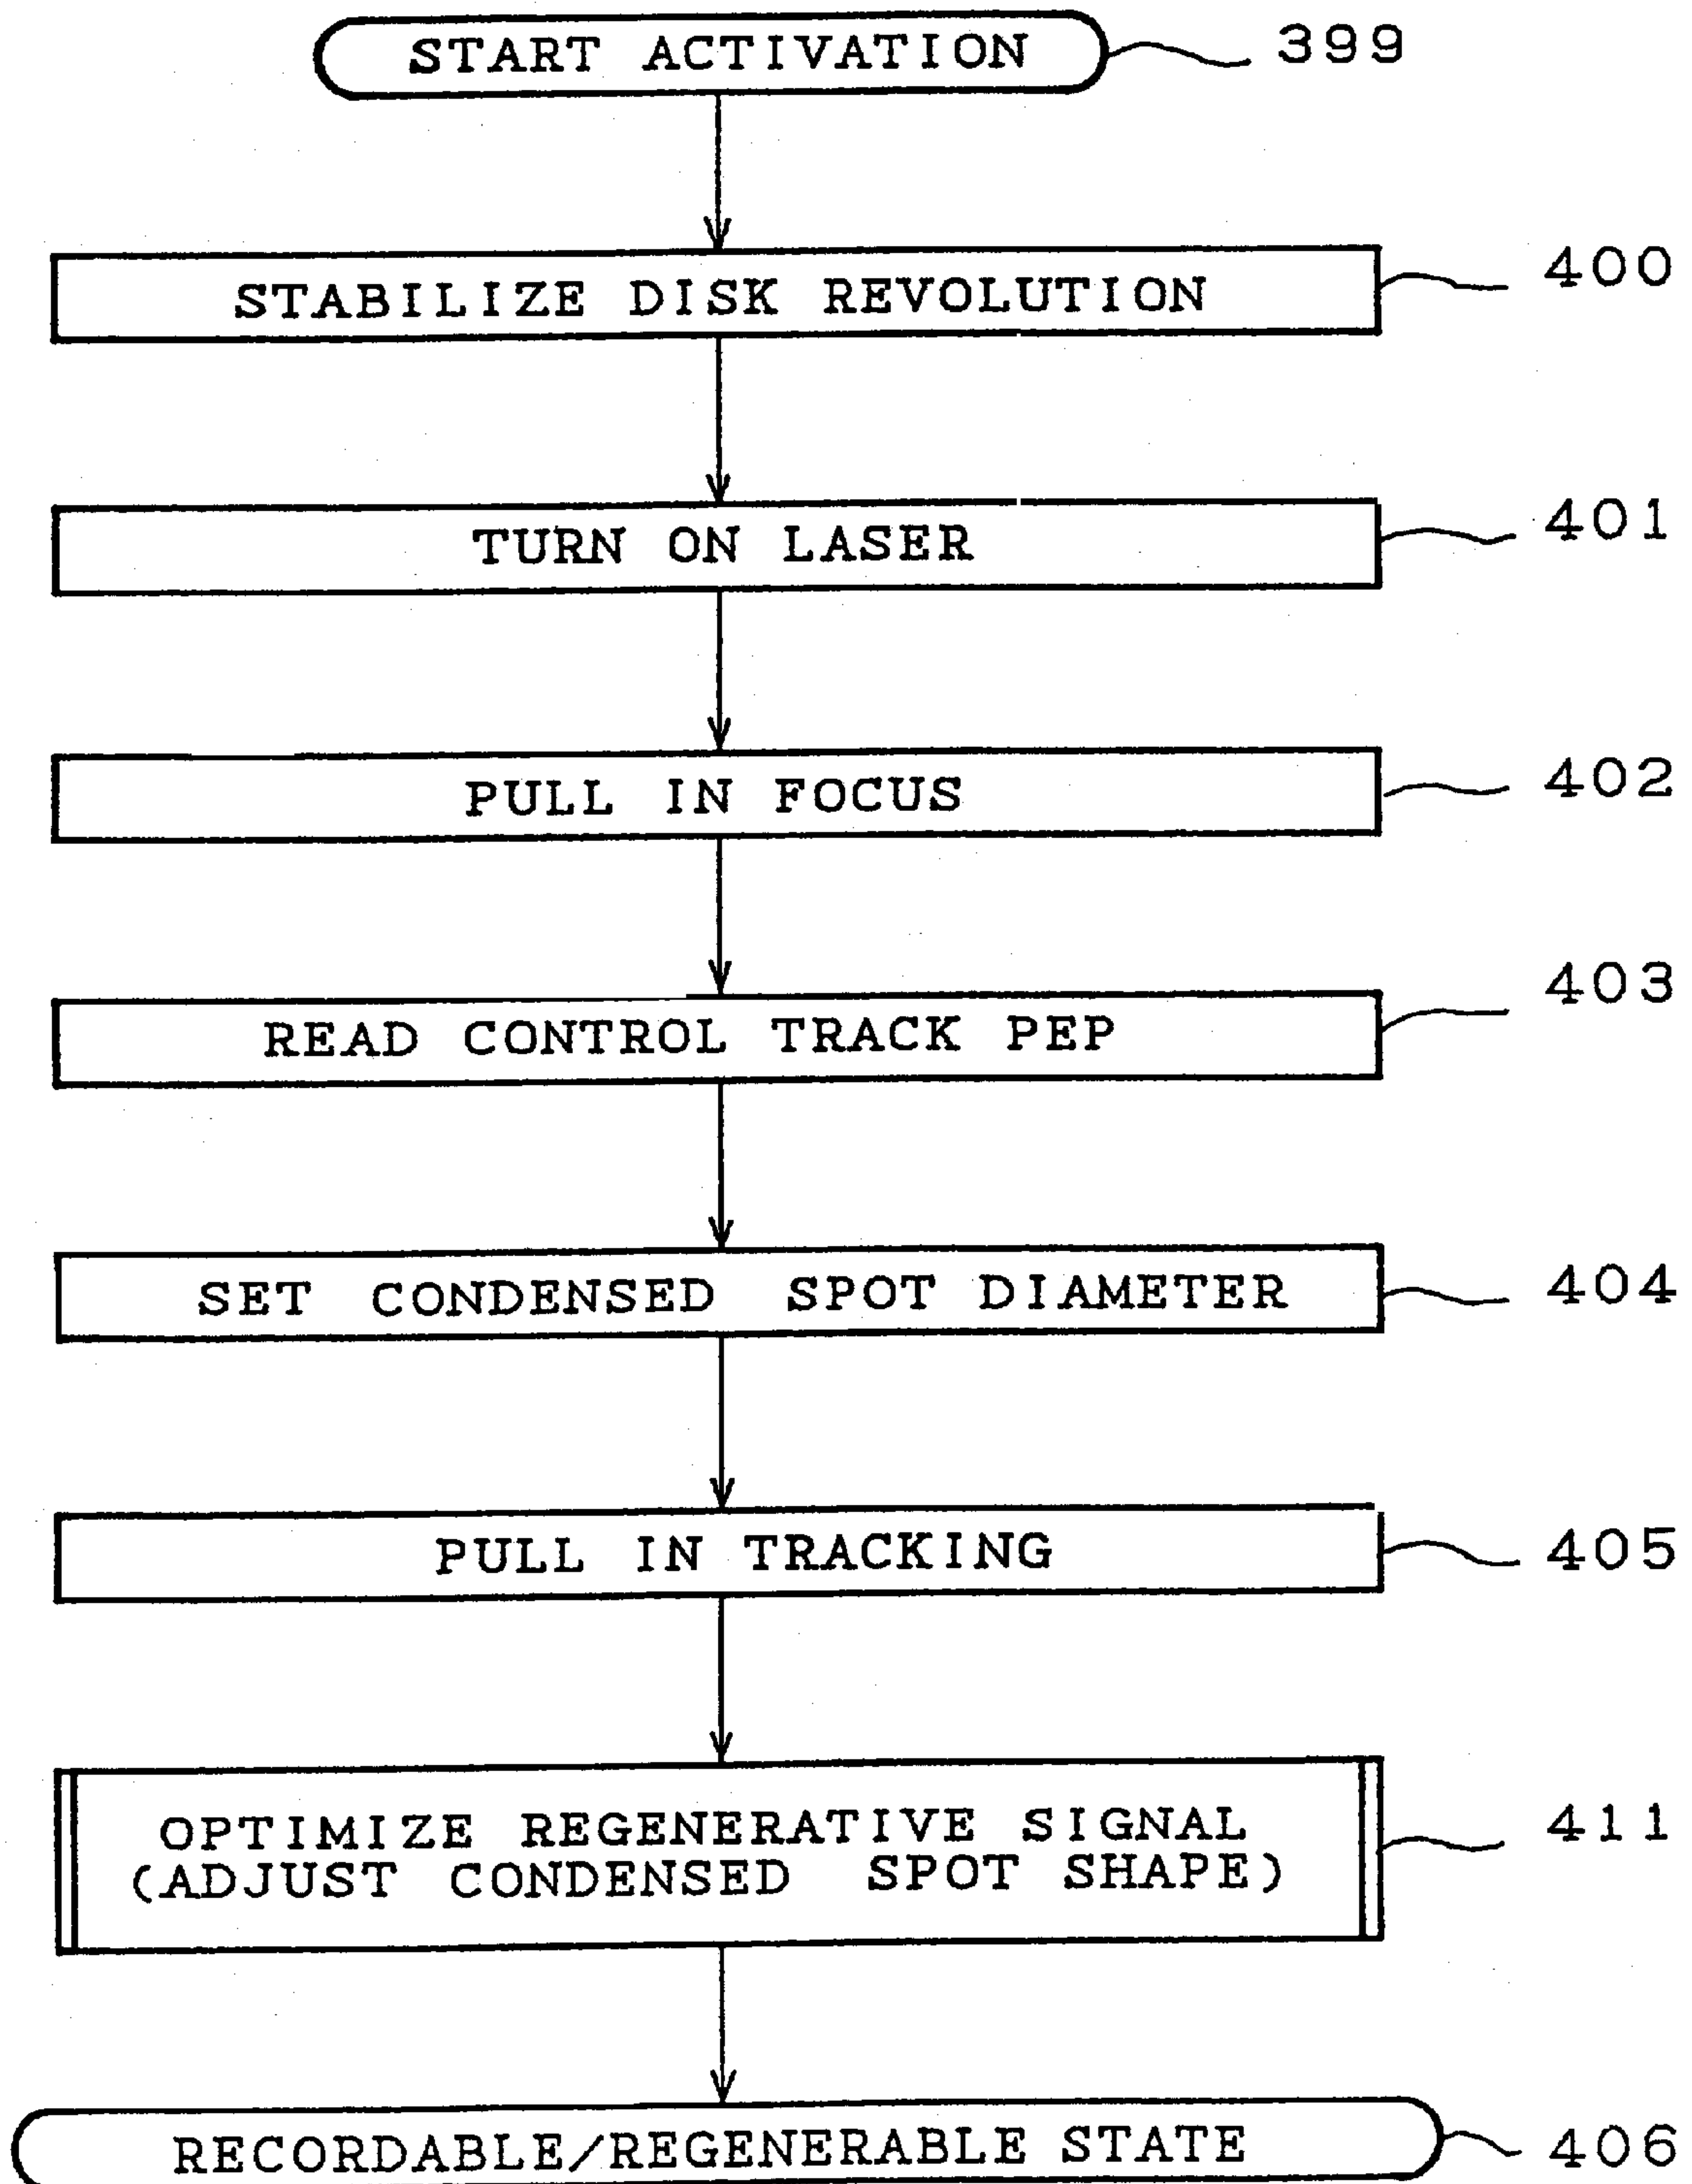 START ACTIVATION 399
STABILIZE DISK REVOLUTION 400
TURN ON LASER 401
PULL IN FOCUS 402
READ CONTROL TRACK PEP 403
SET CONDENSED SPOT DIAMETER 404
PULL IN TRACKING 405
OPTIMIZE REGENERATIVE SIGNAL 411
(ADJUST CONDENSED SPOT SHAPE)
RECORDABLE/REGENERABLE STATE 406